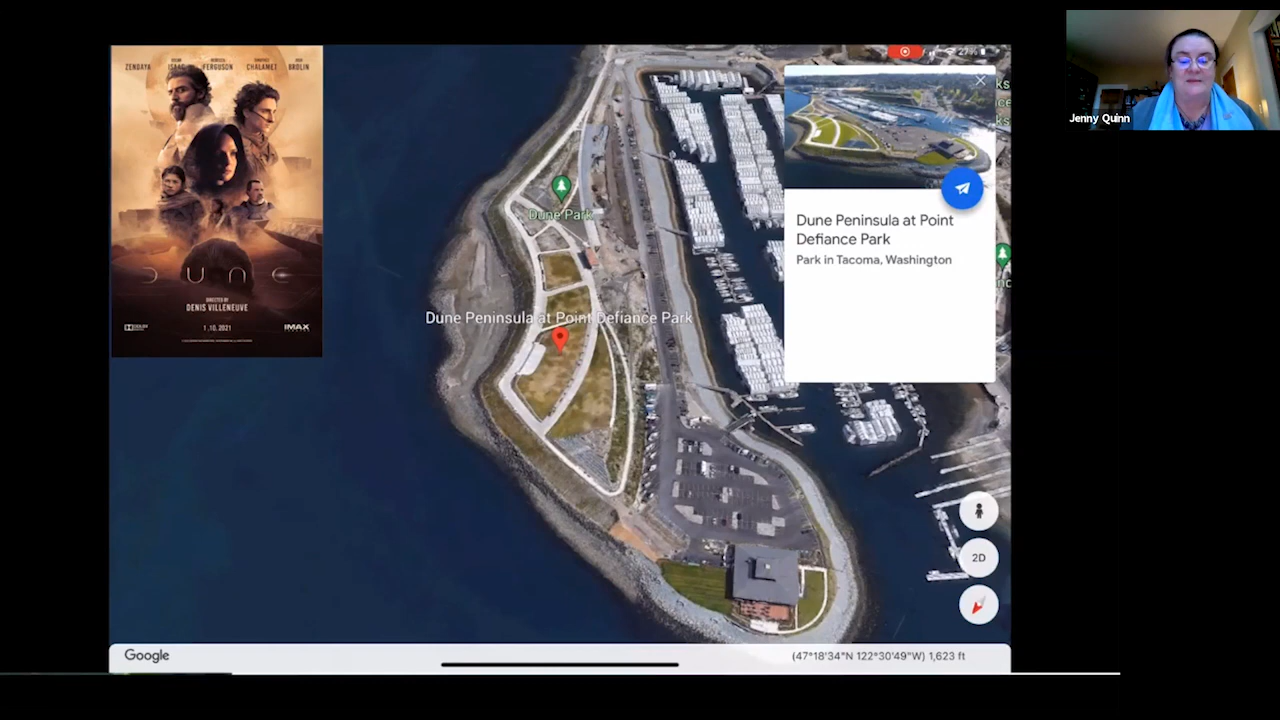 ZENDAYA
ISAAC
FERGUSON
CHALAMET
BROLIN
DUNE
DIRECTED BY
DENIS VILLENEUVE
1.10.2021
IMAX
27%
Dune Park
Dune Peninsula at Point Defiance Park
Dune Peninsula at Point
Defiance Park
Park in Tacoma, Washington
2D
Google
(47°18'34"N 122°30'49"W) 1,623 ft
Jenny Quinn